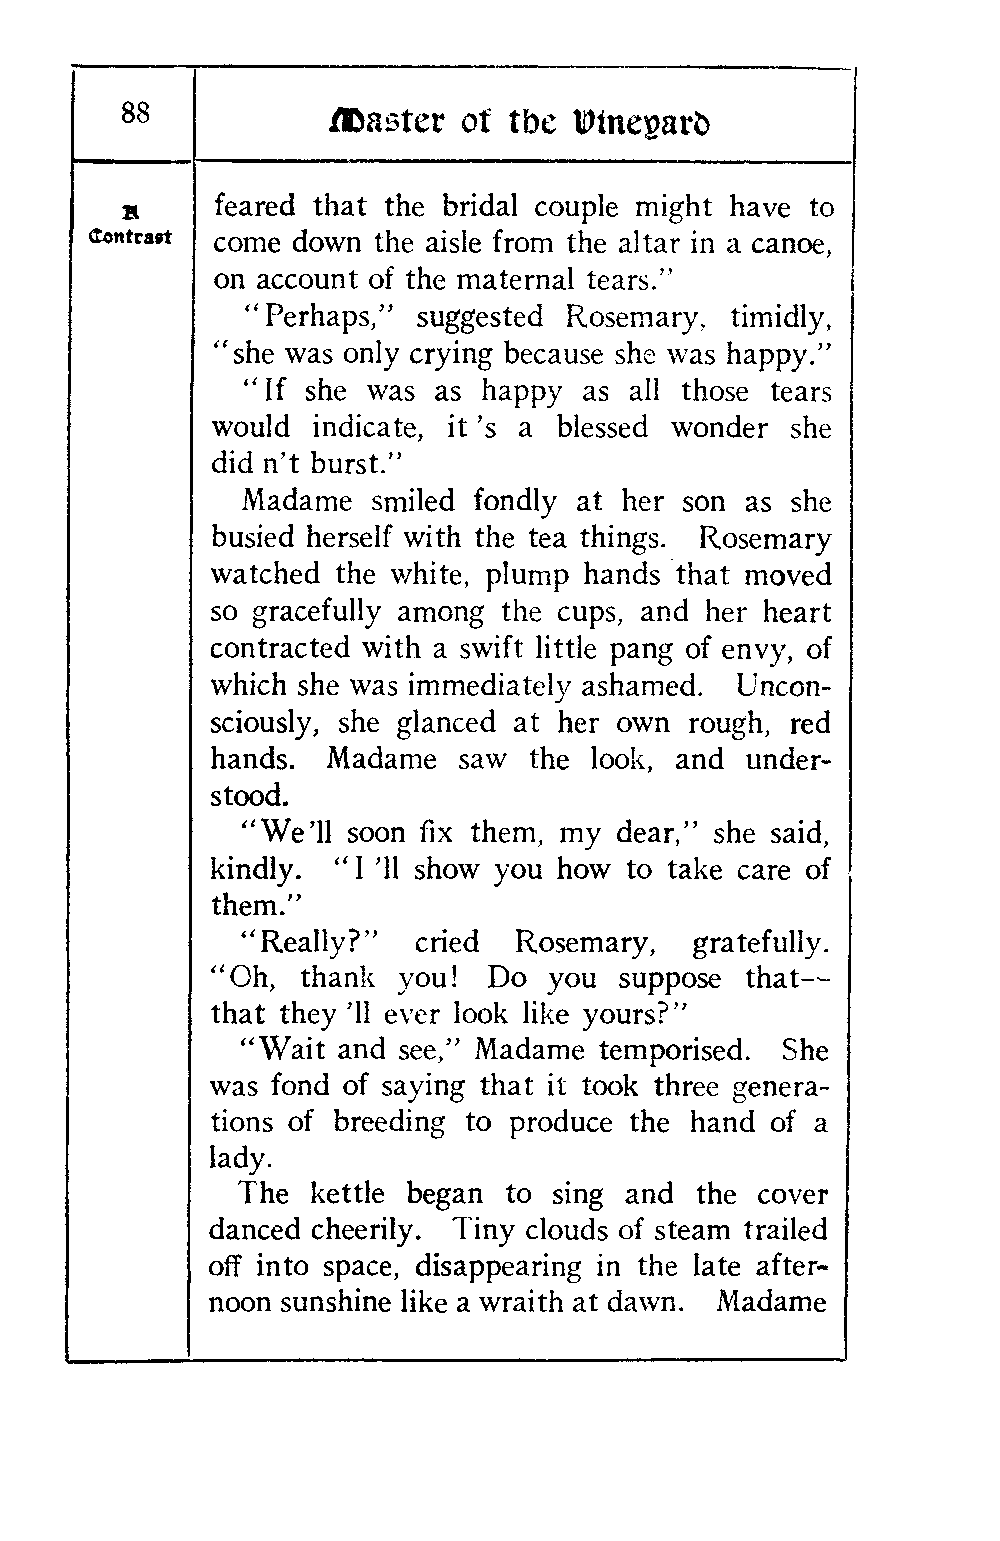 88
Master of the Vineyard
A
Contrast
feared that the bridal couple might have to
come down the aisle from the altar in a canoe,
on account of the maternal tears."
"Perhaps," suggested Rosemary, timidly,
"she was only crying because she was happy."
"If she was as happy as all those tears
would indicate, it 's a blessed wonder she
did n't burst."
Madame smiled fondly at her son as she
busied herself with the tea things. Rosemary
watched the white, plump hands that moved
so gracefully among the cups, and her heart
contracted with a swift little pang of envy, of
which she was immediately ashamed. Uncon-
sciously, she glanced at her own rough, red
hands. Madame saw the look, and under-
stood.
"We'll soon fix them, my dear," she said,
kindly. "I 'll show you how to take care of
them."
"Really?" cried Rosemary, gratefully.
"Oh, thank you! Do you suppose that--
that they 'll ever look like yours?"
"Wait and see," Madame temporised. She
was fond of saying that it took three genera-
tions of breeding to produce the hand of a
lady.
The kettle began to sing and the cover
danced cheerily. Tiny clouds of steam trailed
off into space, disappearing in the late after-
noon sunshine like a wraith at dawn. Madame